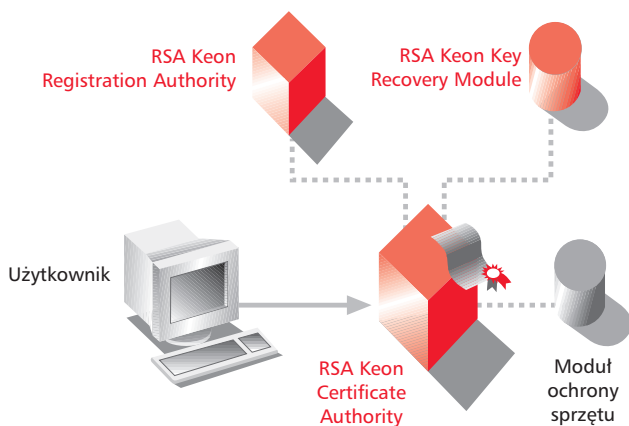 RSA Keon
Registration Authority
RSA Keon Key
Recovery Module
Użytkownik
RSA Keon
Certificate
Authority
Moduł
ochrony
sprzętu